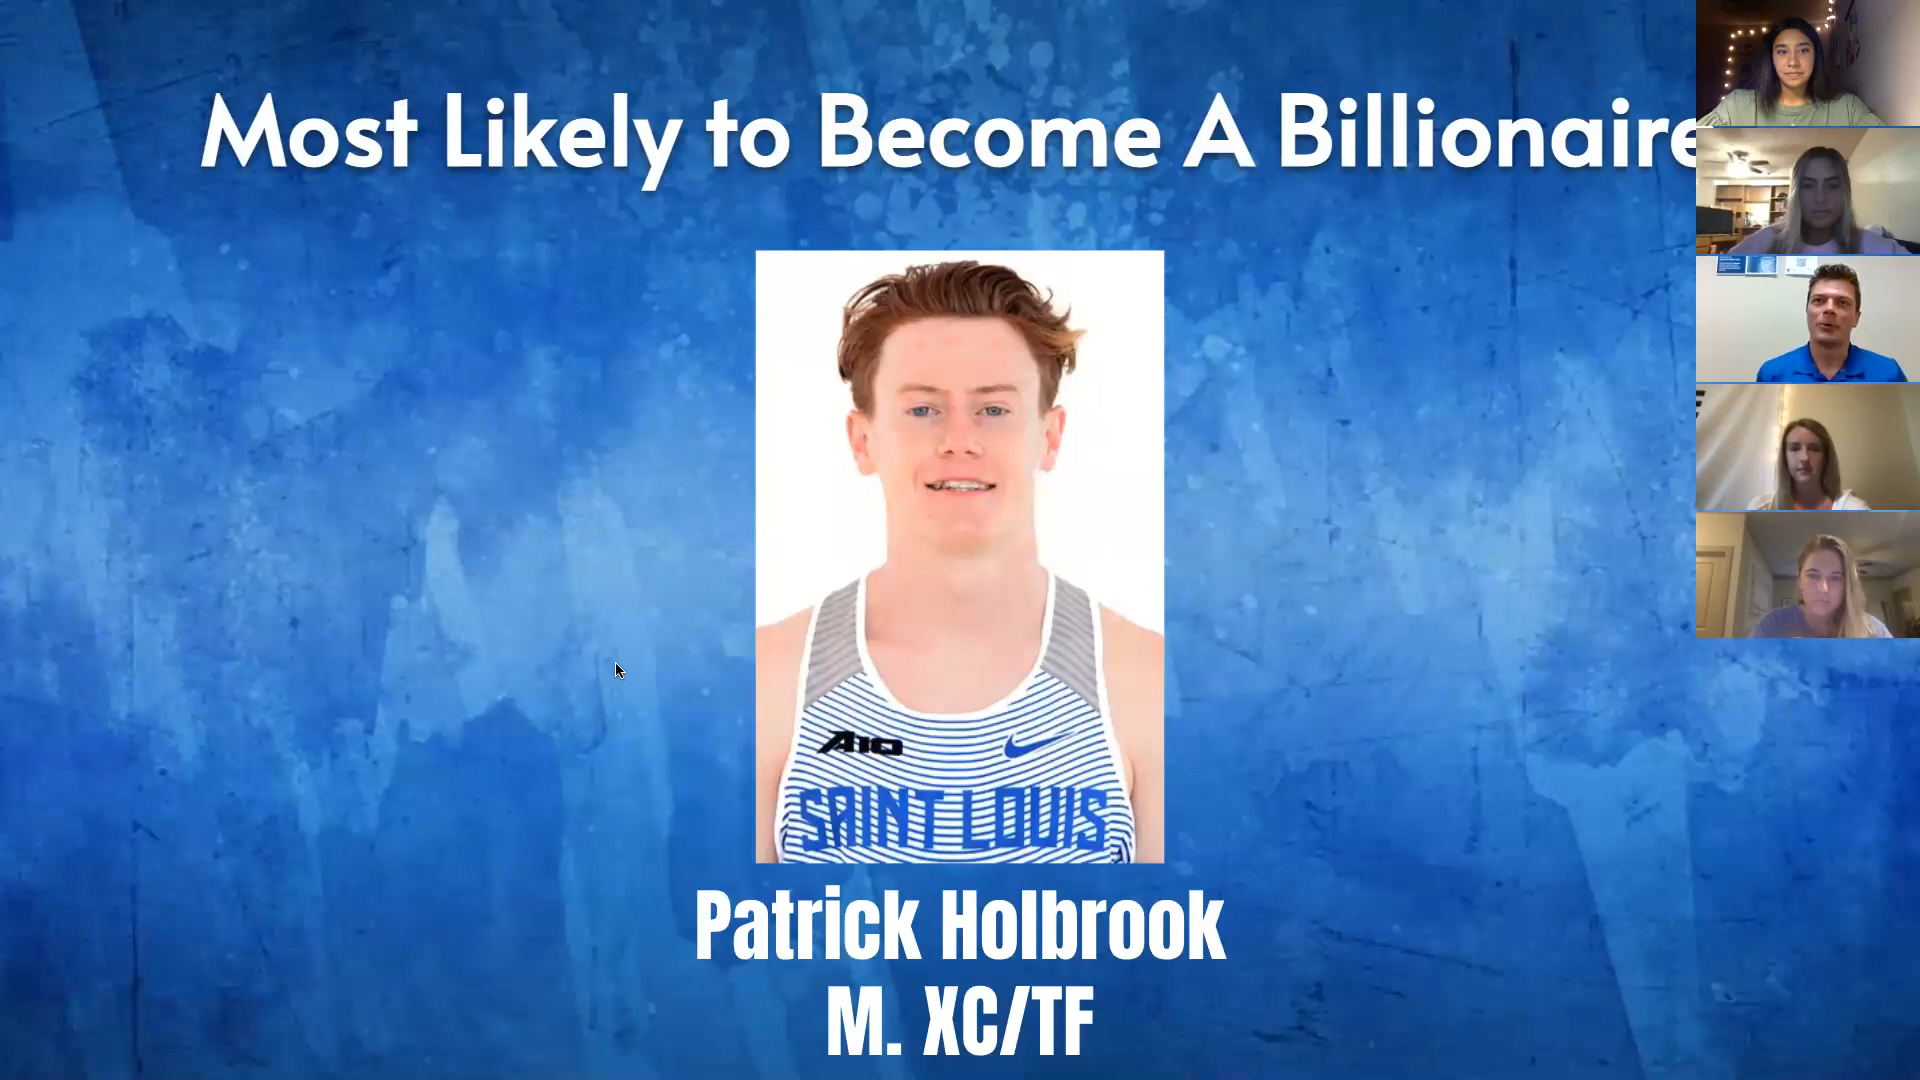 Most Likely to Become A Billionaire
A10
SAINT LOUIS
Patrick Holbrook
M. XC/TF